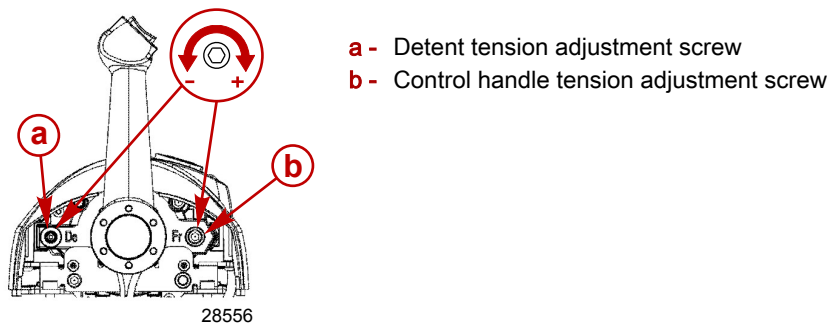 a - Detent tension adjustment screw
b - Control handle tension adjustment screw
- +
a
b
De Fr
28556